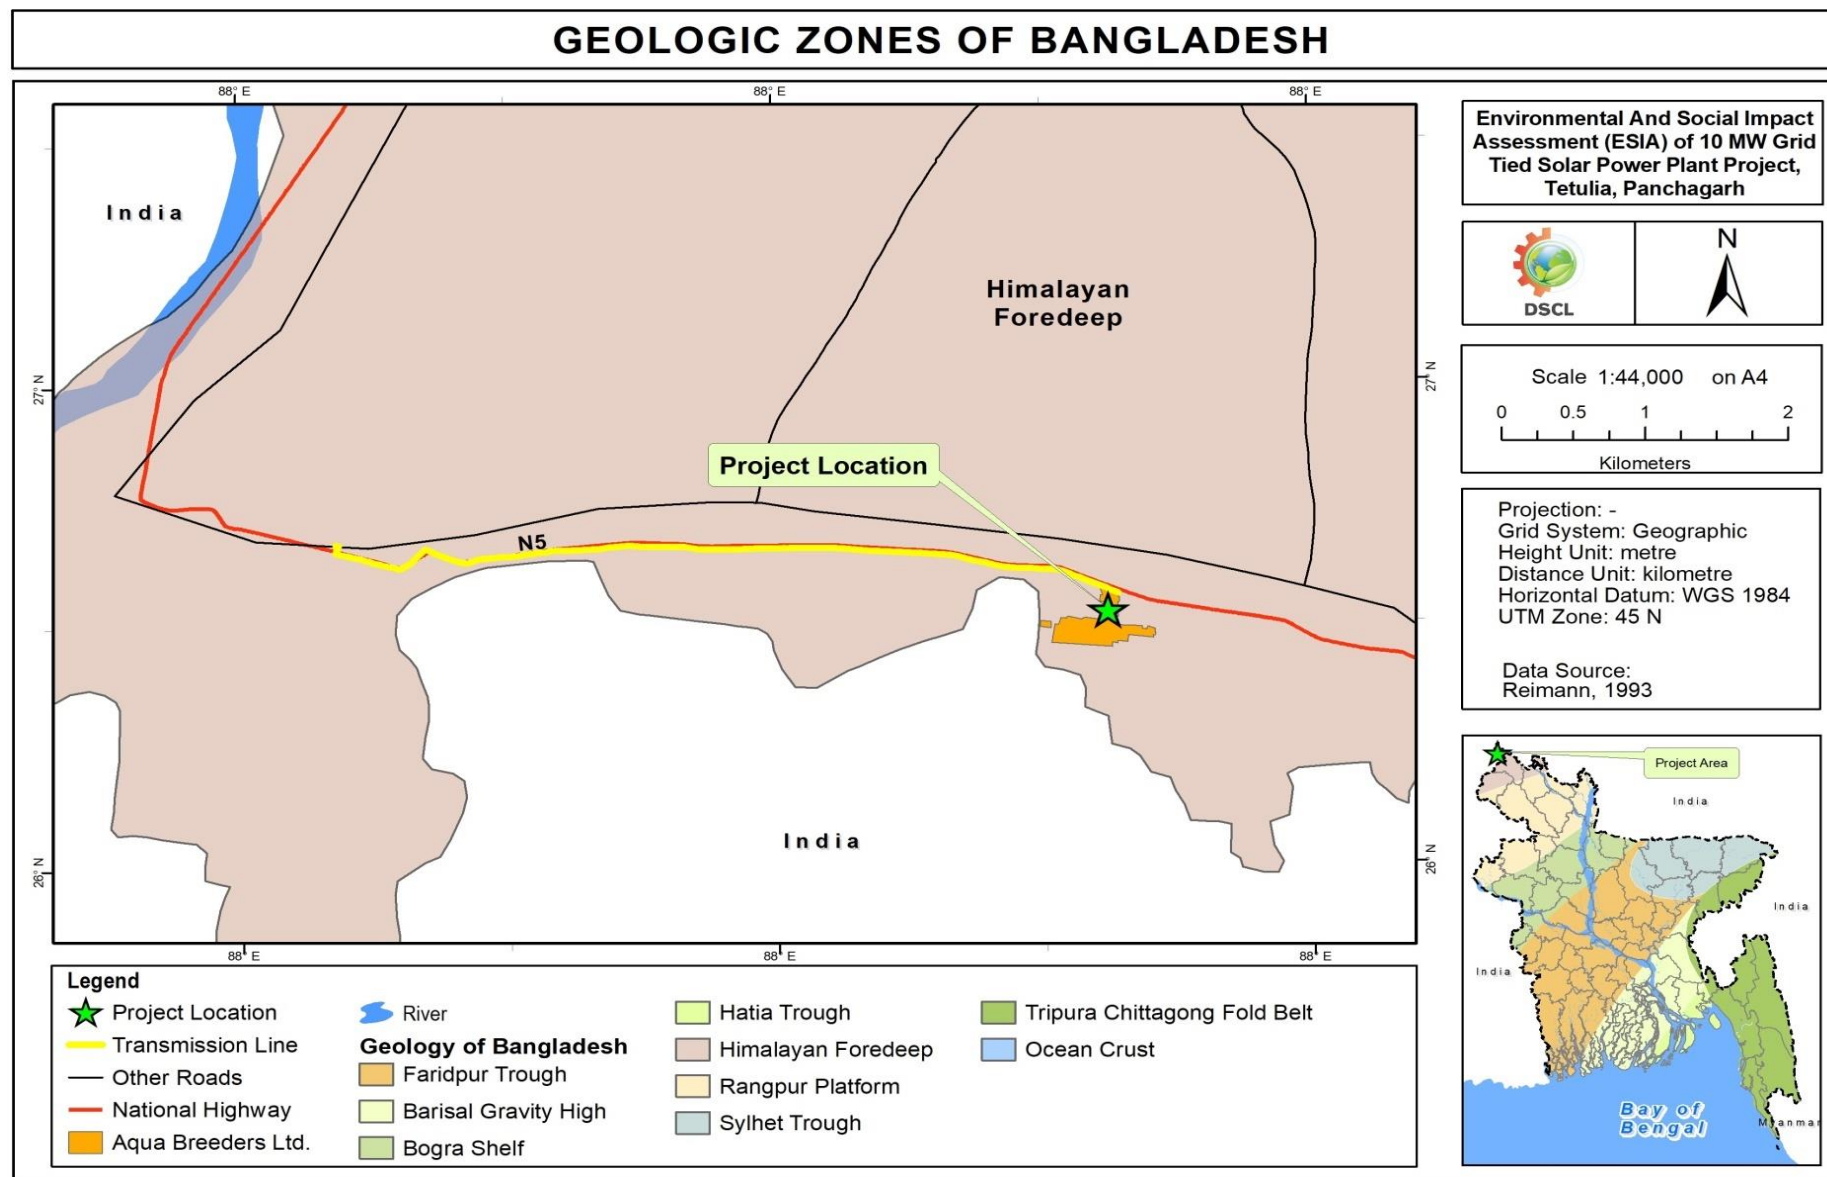 GEOLOGIC ZONES OF BANGLADESH
88° E
88° E
88° E
India
Himalayan
Foredeep
27° N
27° N
Project Location
N5
India
26° N
26° N
88° E
88° E
88° E
Environmental And Social Impact
Assessment (ESIA) of 10 MW Grid
Tied Solar Power Plant Project,
Tetulia, Panchagarh
DSCL
N
Scale 1:44,000 on A4
0 0.5 1 2
Kilometers
Projection: -
Grid System: Geographic
Height Unit: metre
Distance Unit: kilometre
Horizontal Datum: WGS 1984
UTM Zone: 45 N
Data Source:
Reimann, 1993
Project Area
India
India
India
Bay of
Bengal
Myanmar
Legend
Project Location
Transmission Line
Other Roads
National Highway
Aqua Breeders Ltd.
River
Geology of Bangladesh
Faridpur Trough
Barisal Gravity High
Bogra Shelf
Hatia Trough
Himalayan Foredeep
Rangpur Platform
Sylhet Trough
Tripura Chittagong Fold Belt
Ocean Crust